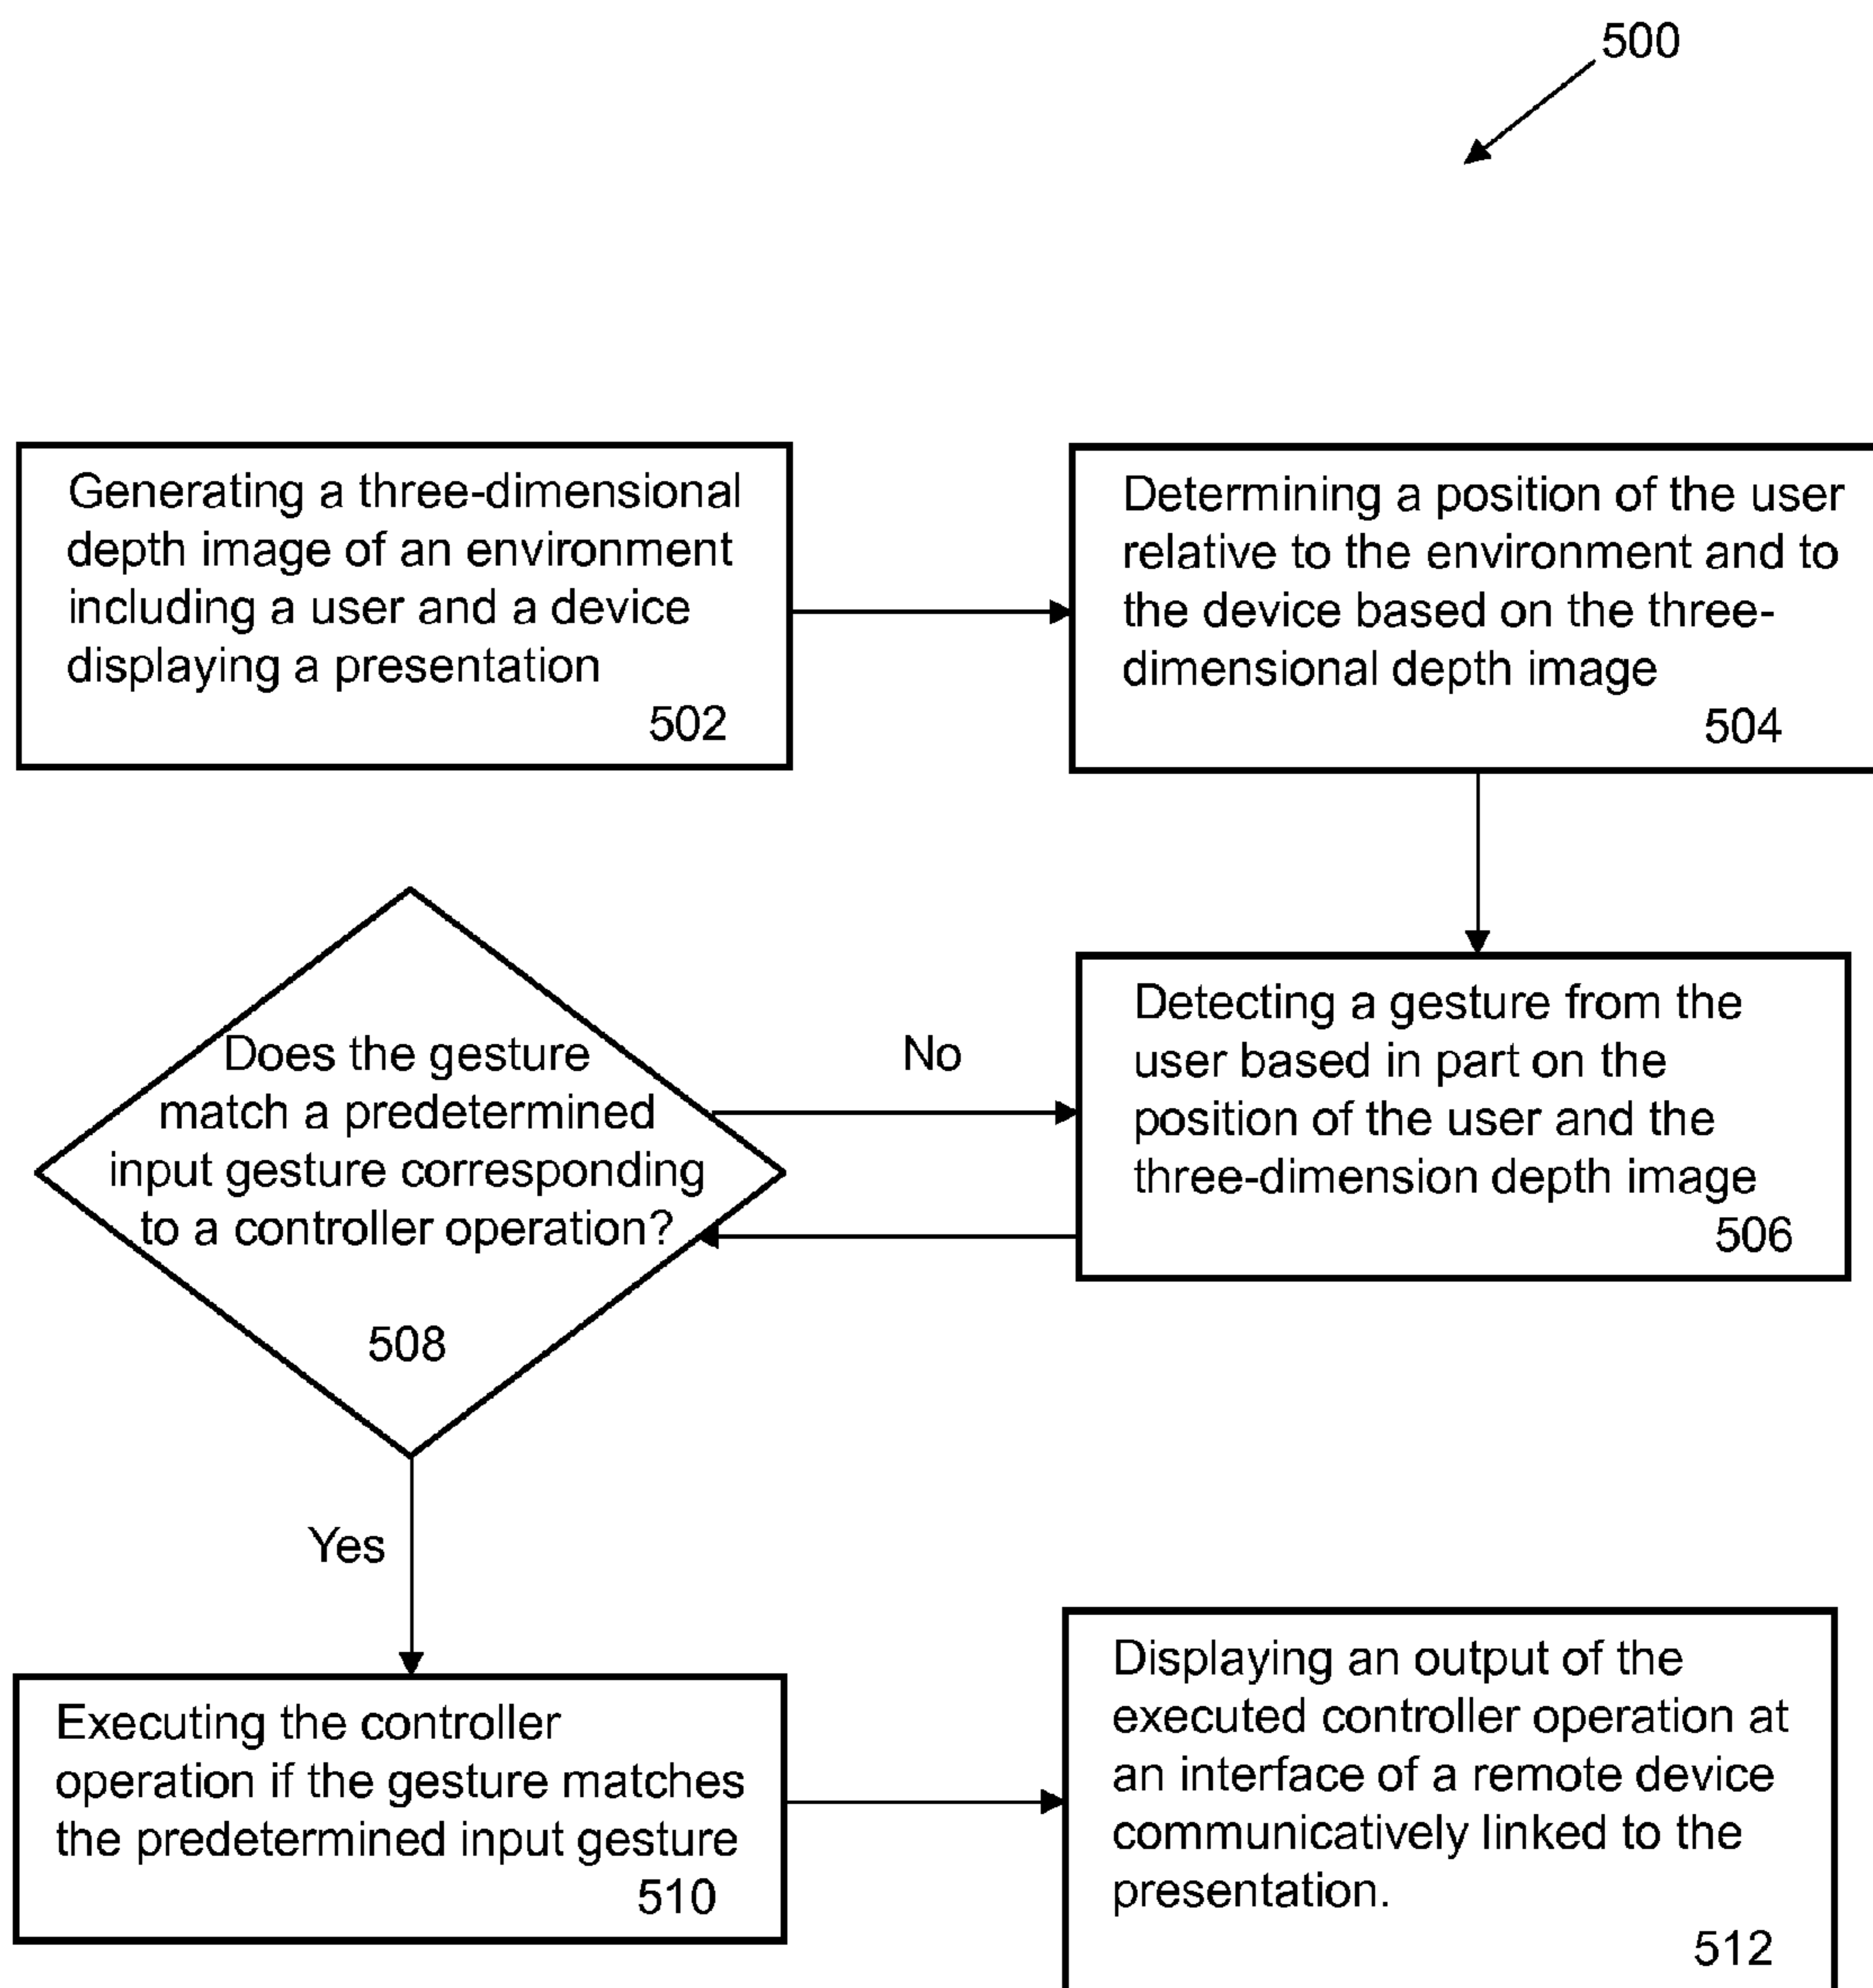 500
Generating a three-dimensional
depth image of an environment
including a user and a device
displaying a presentation
502
Determining a position of the user
relative to the environment and to
the device based on the three-
dimensional depth image
504
Detecting a gesture from the
user based in part on the
position of the user and the
three-dimension depth image
506
Does the gesture
match a predetermined
input gesture corresponding
to a controller operation?
508
No
Yes
Executing the controller
operation if the gesture matches
the predetermined input gesture
510
Displaying an output of the
executed controller operation at
an interface of a remote device
communicatively linked to the
presentation.
512